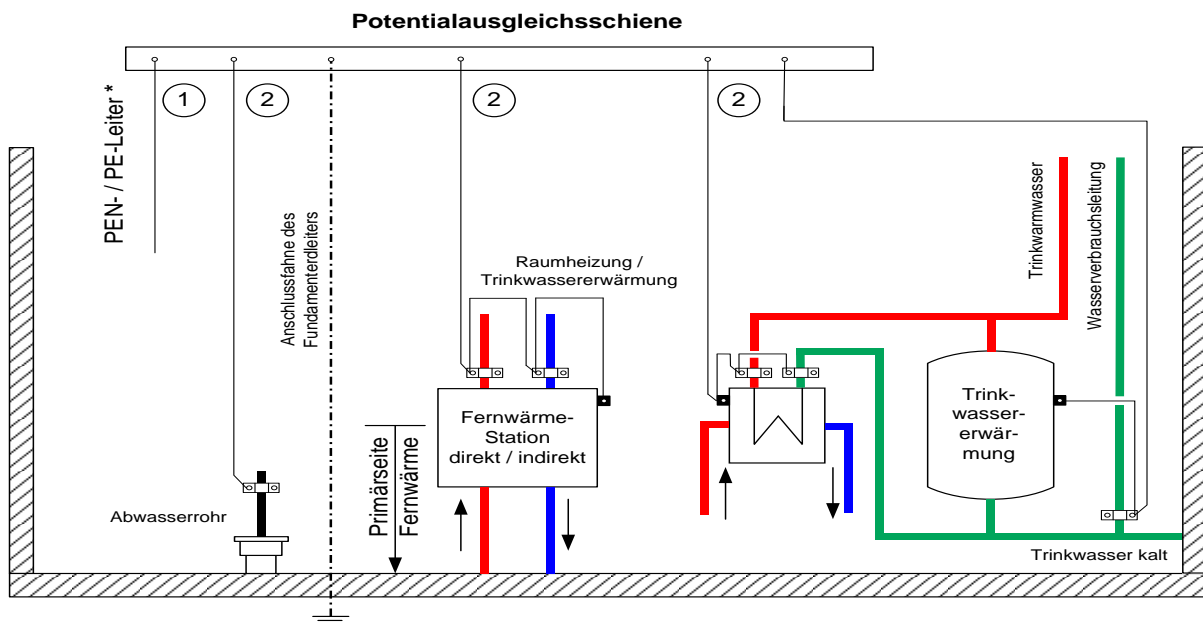 Potentialausgleichsschiene
1
2
2
2
PEN- / PE-Leiter *
Anschlussfahne des
Fundamenterdleiters
Raumheizung /
Trinkwassererwärmung
Trinkwarmwasser
Wasserverbrauchsleitung
Fernwärme-
Station
direkt / indirekt
Trink-
wasser-
erwär-
mung
Primärseite
Fernwärme
Abwasserrohr
Trinkwasser kalt